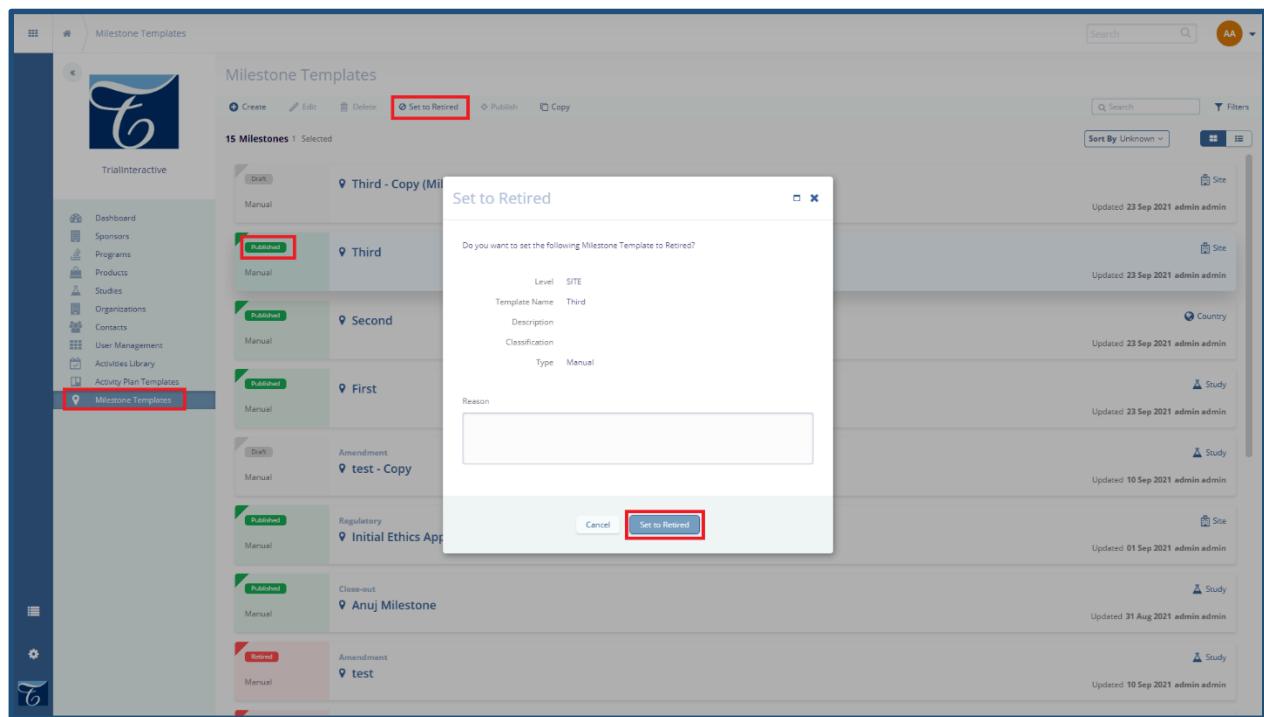 Milestone Templates
Search
AA
TrialInteractive
Dashboard
Sponsors
Programs
Products
Studies
Organizations
Contacts
User Management
Activities Library
Activity Plan Templates
Milestone Templates
Milestone Templates
Create Edit Delete Set to Retired Publish Copy
Search Filters
15 Milestones 1 Selected
Sort By Unknown
Draft
Manual
Third - Copy (Mil
Site
Updated 23 Sep 2021 admin admin
Published
Manual
Third
Site
Updated 23 Sep 2021 admin admin
Published
Manual
Second
Country
Updated 23 Sep 2021 admin admin
Published
Manual
First
Study
Updated 23 Sep 2021 admin admin
Draft
Manual
Amendment
test - Copy
Study
Updated 10 Sep 2021 admin admin
Published
Manual
Regulatory
Initial Ethics App
Site
Updated 01 Sep 2021 admin admin
Published
Manual
Close-out
Anuj Milestone
Study
Updated 31 Aug 2021 admin admin
Retired
Manual
Amendment
test
Study
Updated 10 Sep 2021 admin admin
Set to Retired
Do you want to set the following Milestone Template to Retired?
Level SITE
Template Name Third
Description
Classification
Type Manual
Reason
Cancel Set to Retired